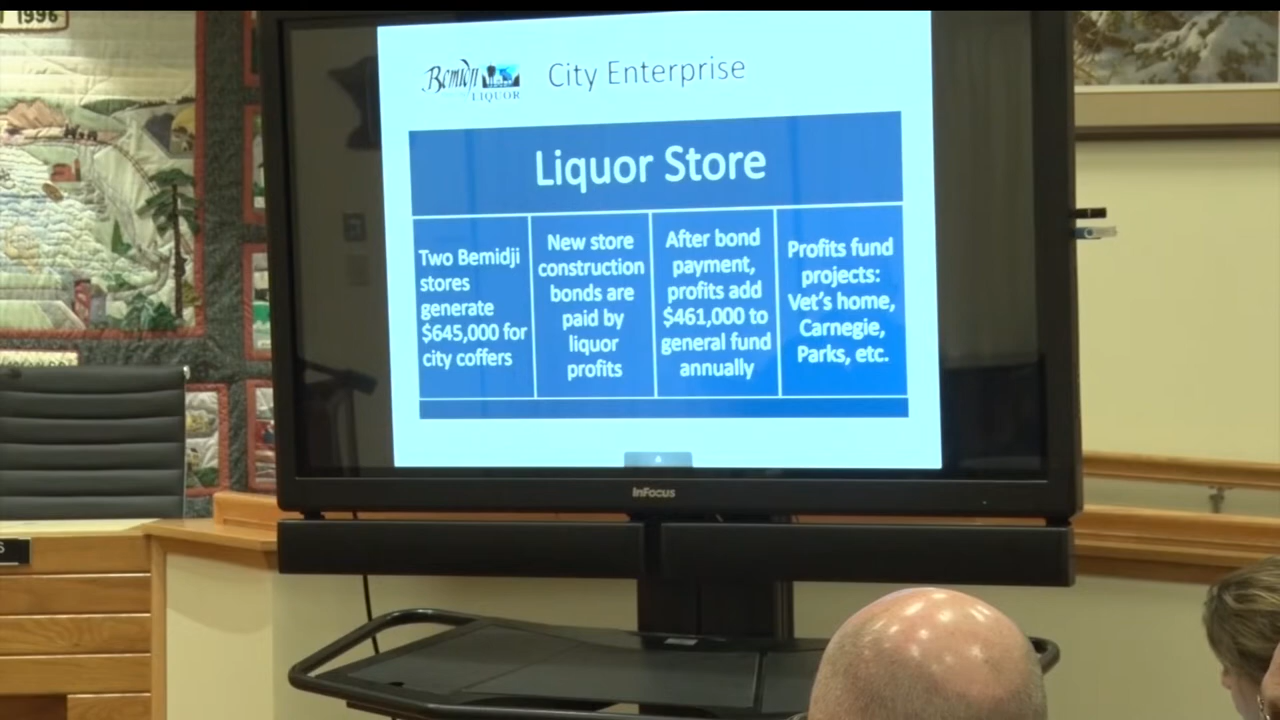 1996
Bemidji
LIQUOR
City Enterprise
Liquor Store
Two Bemidji
stores
generate
$645,000 for
city coffers
New store
construction
bonds are
paid by
liquor
profits
After bond
payment,
profits add
$461,000 to
general fund
annually
Profits fund
projects:
Vet's home,
Carnegie,
Parks, etc.
InFocus
S